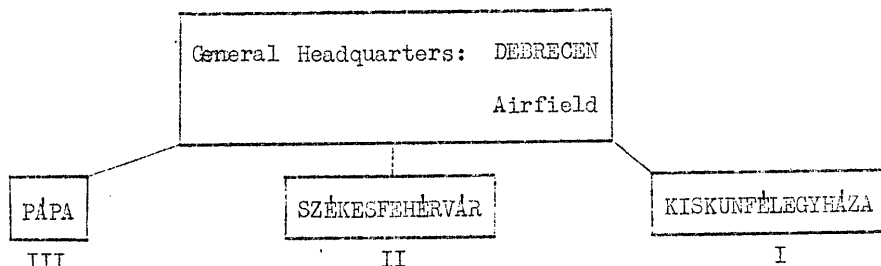 General Headquarters: DEBRECEN
Airfield
PÁPA
SZÉKESFEHÉRVÁR
KISKUNFÉLEGYHÁZA
III
II
I